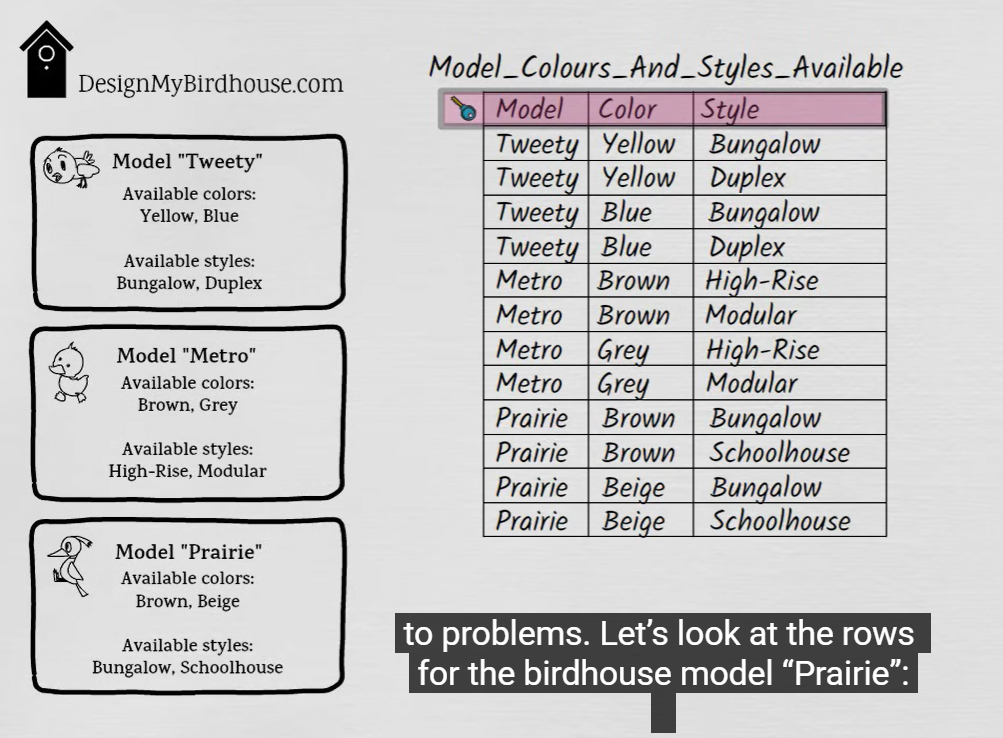 DesignMyBirdhouse.com
Model "Tweety"
Available colors:
Yellow, Blue
Available styles:
Bungalow, Duplex
Model "Metro"
Available colors:
Brown, Grey
Available styles:
High-Rise, Modular
Model "Prairie"
Available colors:
Brown, Beige
Available styles:
Bungalow, Schoolhouse
Model_Colours_And_Styles_Available
Model Color Style
Tweety Yellow Bungalow
Tweety Yellow Duplex
Tweety Blue Bungalow
Tweety Blue Duplex
Metro Brown High-Rise
Metro Brown Modular
Metro Grey High-Rise
Metro Grey Modular
Prairie Brown Bungalow
Prairie Brown Schoolhouse
Prairie Beige Bungalow
Prairie Beige Schoolhouse
to problems. Let’s look at the rows
for the birdhouse model “Prairie”: